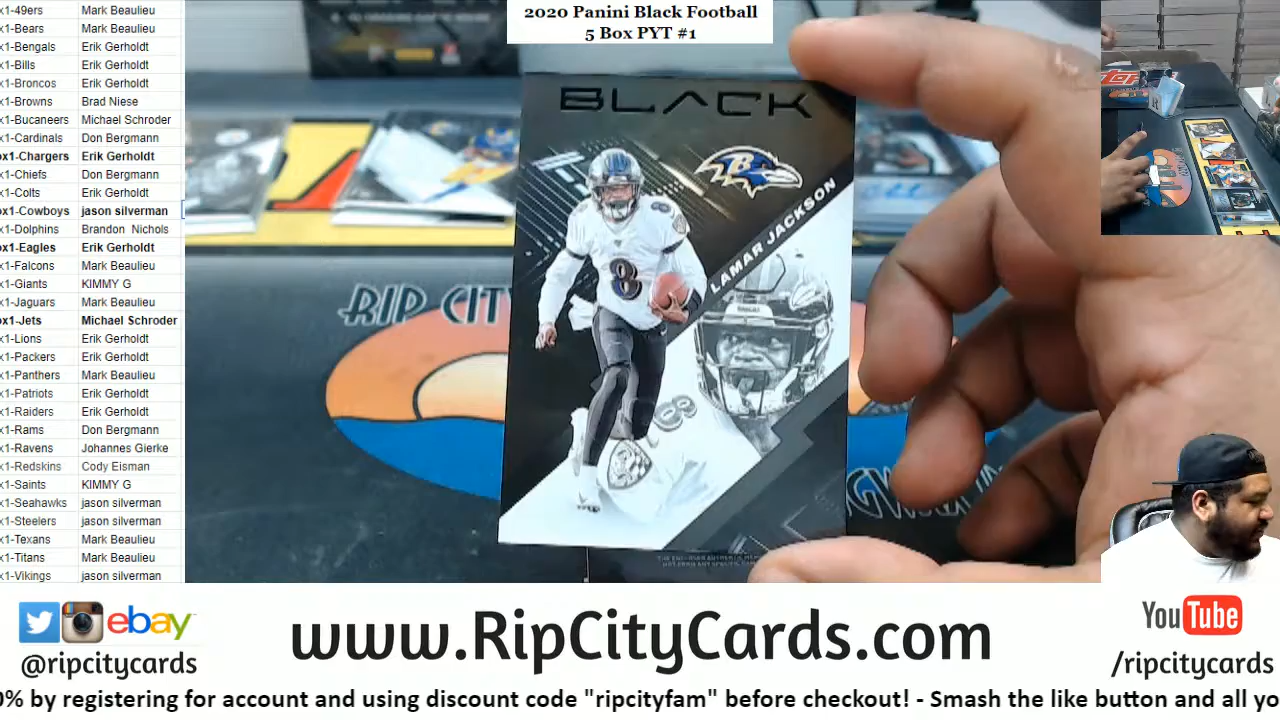 x1-49ers Mark Beaulieu
x1-Bears Mark Beaulieu
x1-Bengals Erik Gerholdt
x1-Bills Erik Gerholdt
x1-Broncos Erik Gerholdt
x1-Browns Brad Niese
x1-Bucaneers Michael Schroder
x1-Cardinals Don Bergmann
ox1-Chargers Erik Gerholdt
x1-Chiefs Don Bergmann
x1-Colts Erik Gerholdt
ox1-Cowboys jason silverman
x1-Dolphins Brandon Nichols
ox1-Eagles Erik Gerholdt
x1-Falcons Mark Beaulieu
x1-Giants KIMMY G
x1-Jaguars Mark Beaulieu
ox1-Jets Michael Schroder
x1-Lions Erik Gerholdt
x1-Packers Erik Gerholdt
x1-Panthers Mark Beaulieu
x1-Patriots Erik Gerholdt
x1-Raiders Erik Gerholdt
x1-Rams Don Bergmann
x1-Ravens Johannes Gierke
x1-Redskins Cody Eisman
x1-Saints KIMMY G
x1-Seahawks jason silverman
x1-Steelers jason silverman
x1-Texans Mark Beaulieu
x1-Titans Mark Beaulieu
x1-Vikings jason silverman
2020 Panini Black Football
5 Box PYT #1
BLACK
B
LAMAR JACKSON
8
8
RIP CITY
ebay
@ripcitycards
www.RipCityCards.com
YouTube
/ripcitycards
0% by registering for account and using discount code "ripcityfam" before checkout! - Smash the like button and all yo